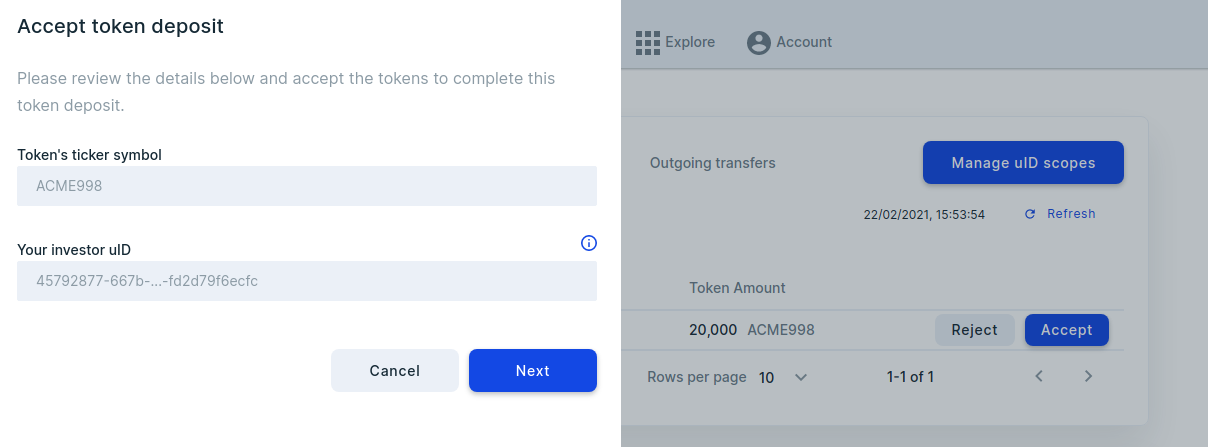 Accept token deposit
Please review the details below and accept the tokens to complete this
token deposit.
Token's ticker symbol
ACME998
Your investor uID
45792877-667b-...-fd2d79f6ecfc
Cancel
Next
Explore
Account
Outgoing transfers
Manage uID scopes
22/02/2021, 15:53:54
Refresh
Token Amount
20,000 ACME998
Reject
Accept
Rows per page 10
1-1 of 1